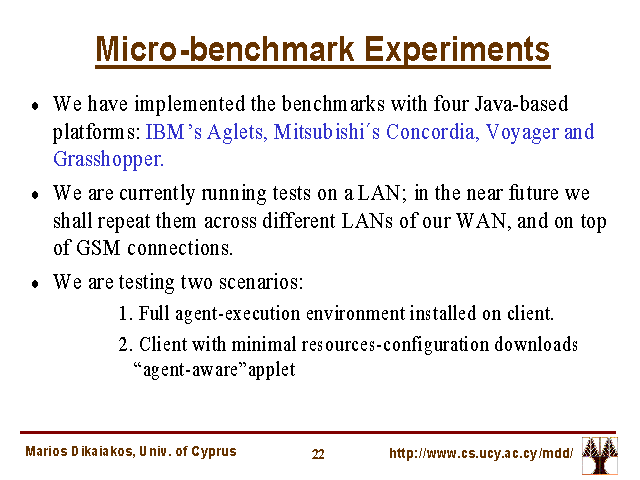 Micro-benchmark Experiments
• We have implemented the benchmarks with four Java-based
platforms: IBM’s Aglets, Mitsubishi´s Concordia, Voyager and
Grasshopper.
• We are currently running tests on a LAN; in the near future we
shall repeat them across different LANs of our WAN, and on top
of GSM connections.
• We are testing two scenarios:
1. Full agent-execution environment installed on client.
2. Client with minimal resources-configuration downloads
“agent-aware”applet
Marios Dikaiakos, Univ. of Cyprus 22 http://www.cs.ucy.ac.cy/mdd/